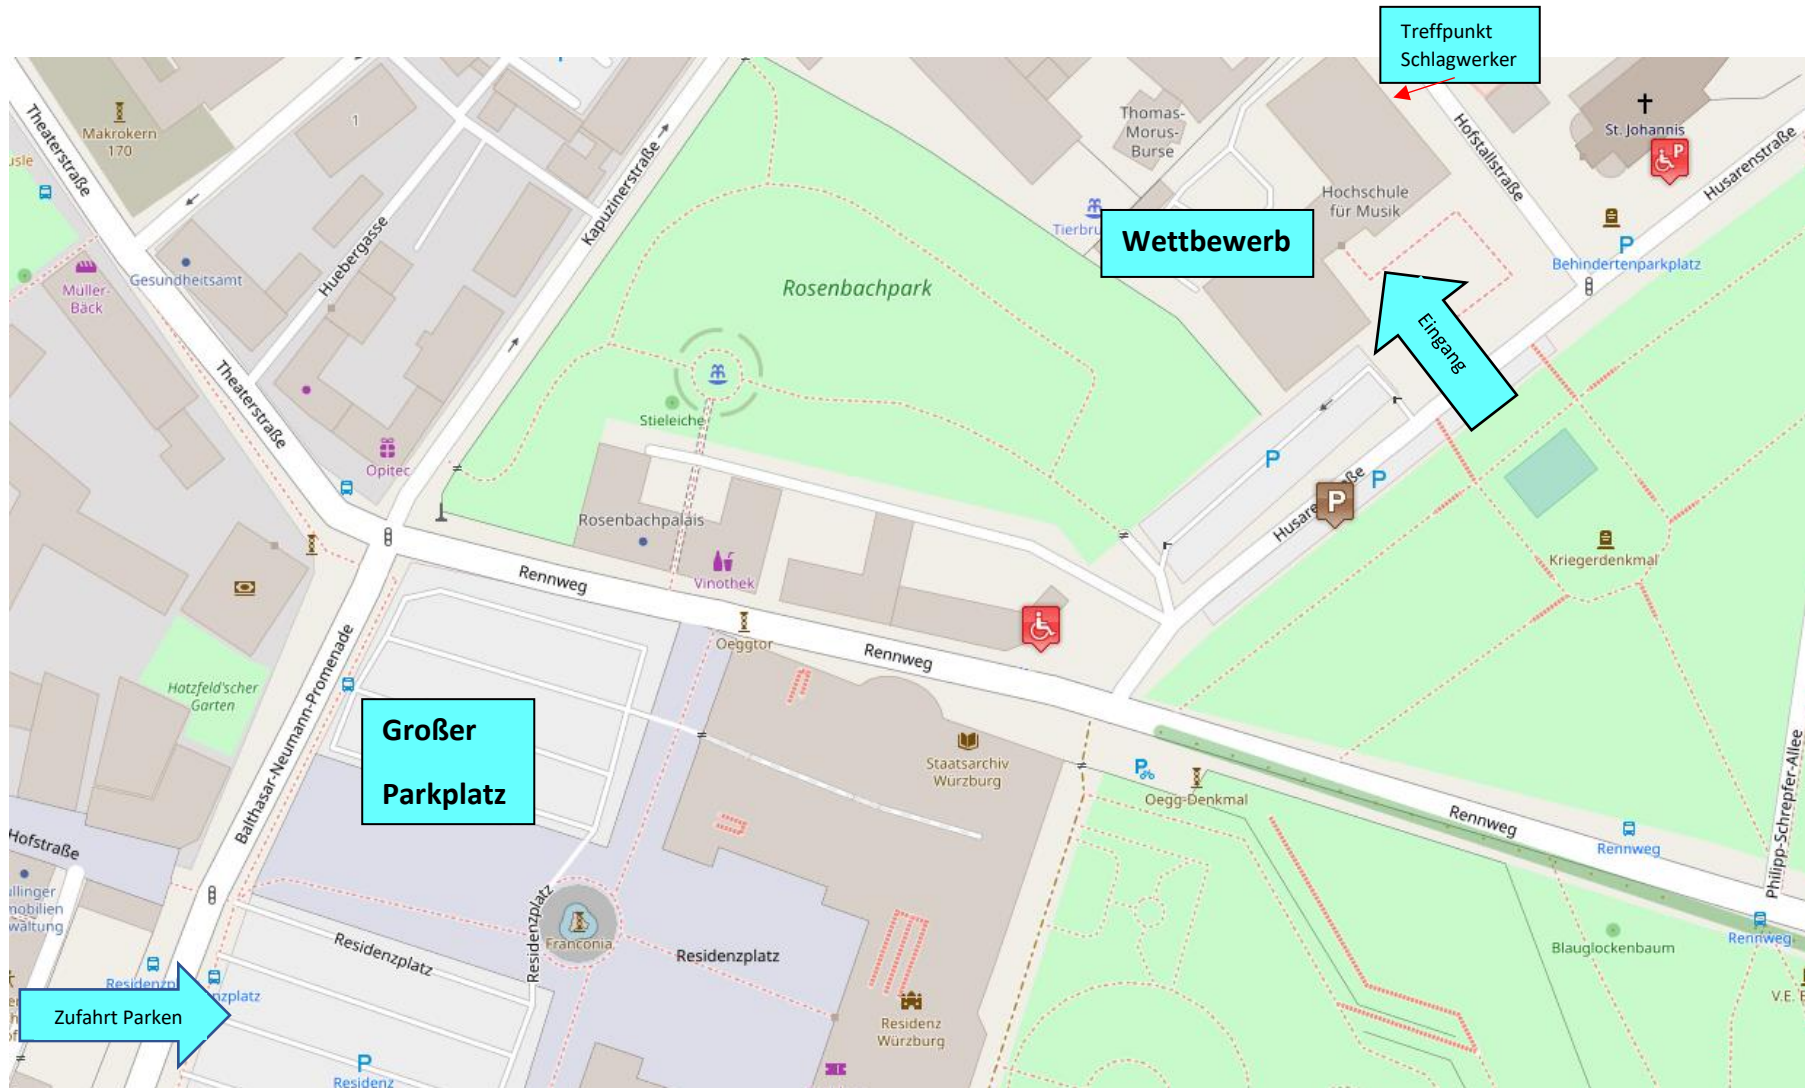 Treffpunkt
Schlagwerker
Makrokern
170
1
Theaterstraße
Thomas-
Morus-
Burse
St. Johannis
Hofstallstraße
Husarenstraße
Hochschule
für Musik
Kapuzinerstraße
Huebergasse
Gesundheitsamt
Müller-
Bäck
Wettbewerb
P
Behindertenparkplatz
Rosenbachpark
Eingang
Theaterstraße
Stieleiche
Opitec
P
P
P
Rosenbachpalais
Vinothek
Kriegerdenkmal
Rennweg
Oeggtor
Rennweg
Hatzfeld'scher
Garten
Balthasar-Neumann-Promenade
Großer
Parkplatz
Staatsarchiv
Würzburg
P
Oegg-Denkmal
Rennweg
Rennweg
Philipp-Schrepfer-Allee
Hofstraße
Residenzplatz
Franconia
Residenzplatz
Residenzplatz
Blauglockenbaum
Rennweg
Zufahrt Parken
Residenz
Würzburg
P
Residenz